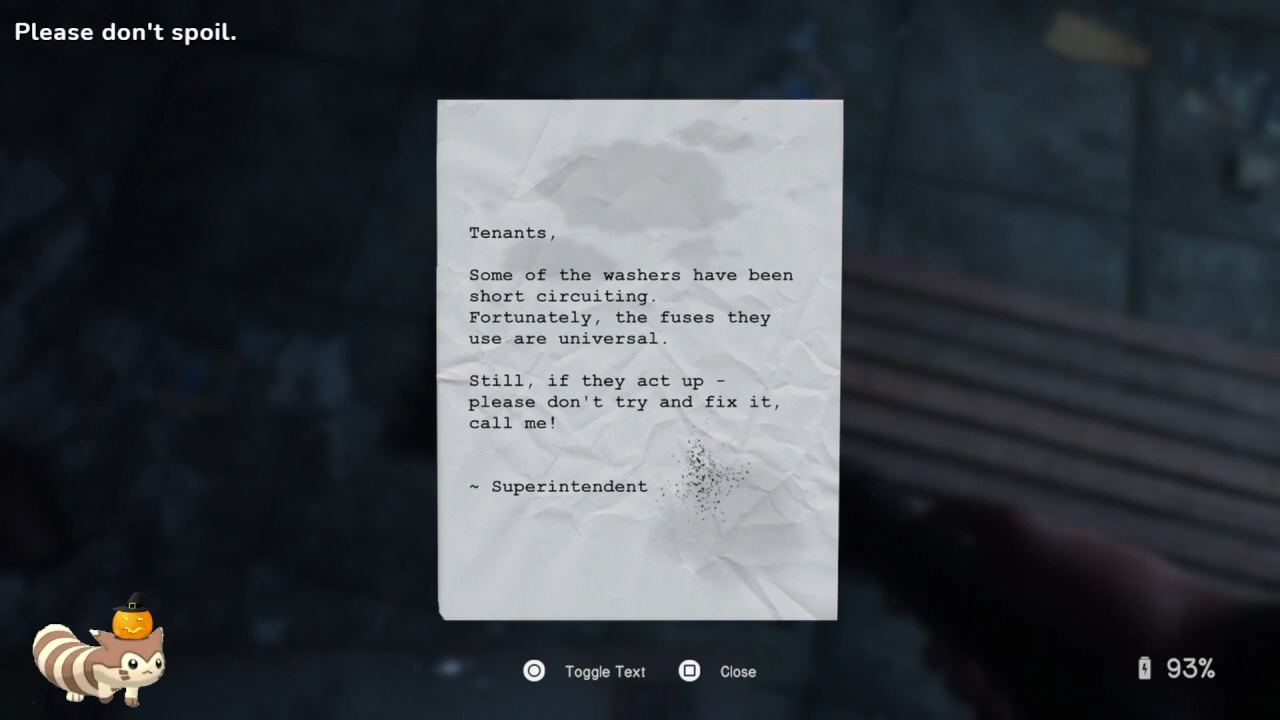 Please don't spoil.
Tenants,
Some of the washers have been
short circuiting.
Fortunately, the fuses they
use are universal.
Still, if they act up -
please don't try and fix it,
call me!
~ Superintendent
Toggle Text
Close
93%